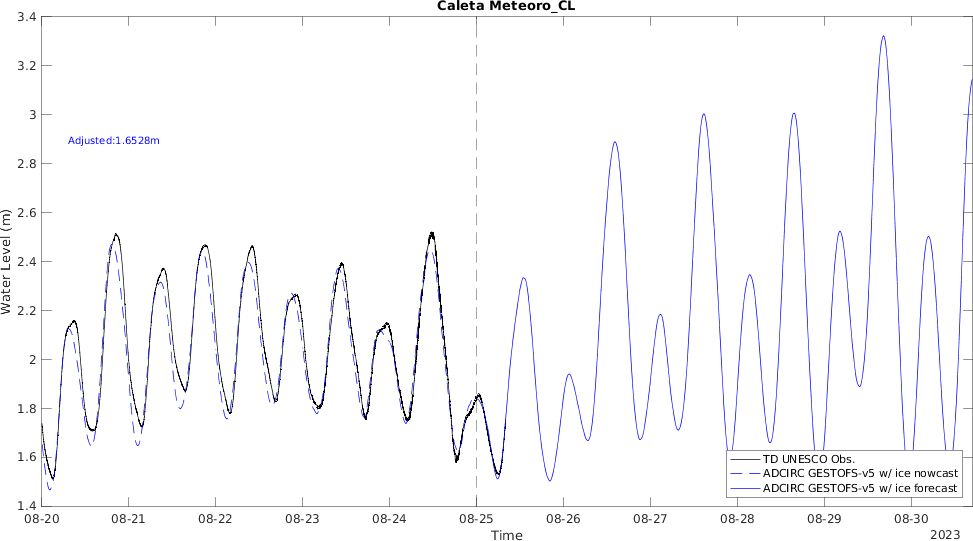 Caleta Meteoro_CL
3.4
3.2
3
2.8
2.6
2.4
2.2
2
1.8
1.6
1.4
Water Level (m)
Adjusted:1.6528m
TD UNESCO Obs.
ADCIRC GESTOFS-v5 w/ ice nowcast
ADCIRC GESTOFS-v5 w/ ice forecast
08-20 08-21 08-22 08-23 08-24 08-25 08-26 08-27 08-28 08-29 08-30
Time
2023